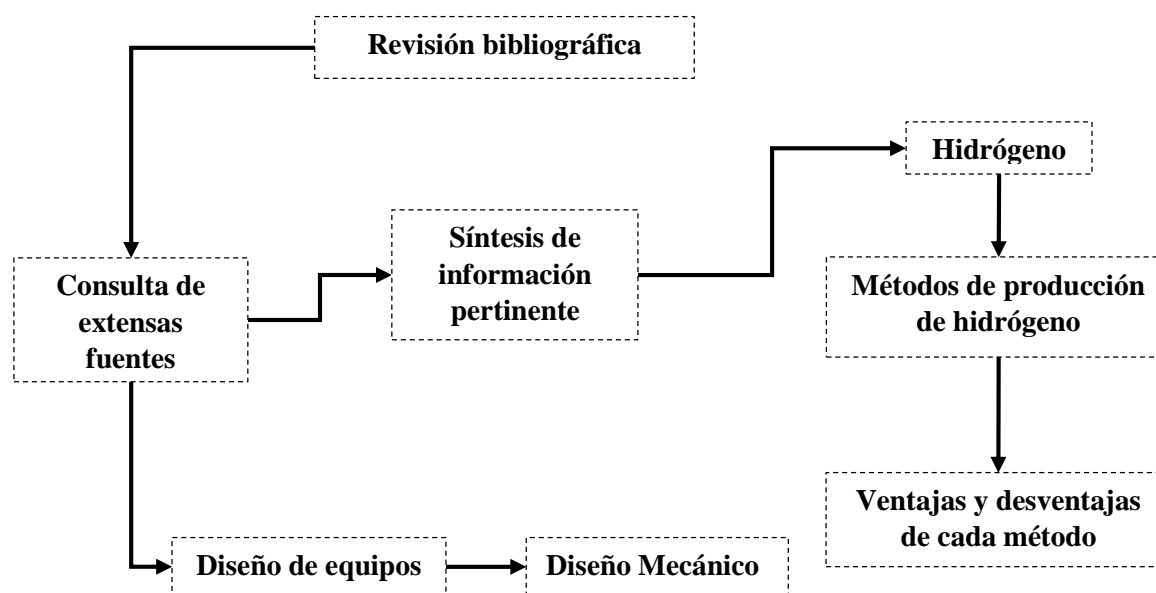 Revisión bibliográfica
Hidrógeno
Síntesis de
información
pertinente
Consulta de
extensas
fuentes
Métodos de producción
de hidrógeno
Ventajas y desventajas
de cada método
Diseño de equipos
Diseño Mecánico